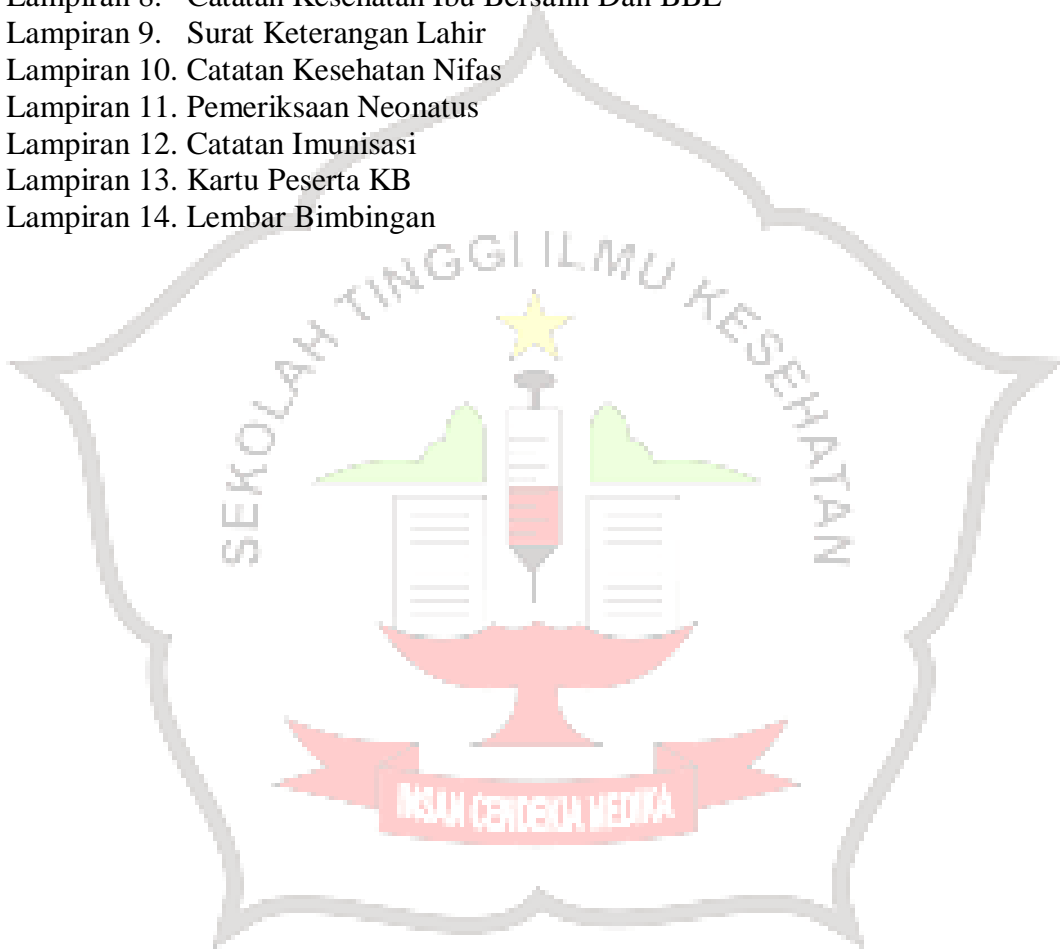 Lampiran 8. Catatan Kesehatan Ibu Bersalin Dan BBL
Lampiran 9. Surat Keterangan Lahir
Lampiran 10. Catatan Kesehatan Nifas
Lampiran 11. Pemeriksaan Neonatus
Lampiran 12. Catatan Imunisasi
Lampiran 13. Kartu Peserta KB
Lampiran 14. Lembar Bimbingan
SEKOLAH TINGGI ILMU KESEHATAN
INSAN CENDEKIA MEDIKA